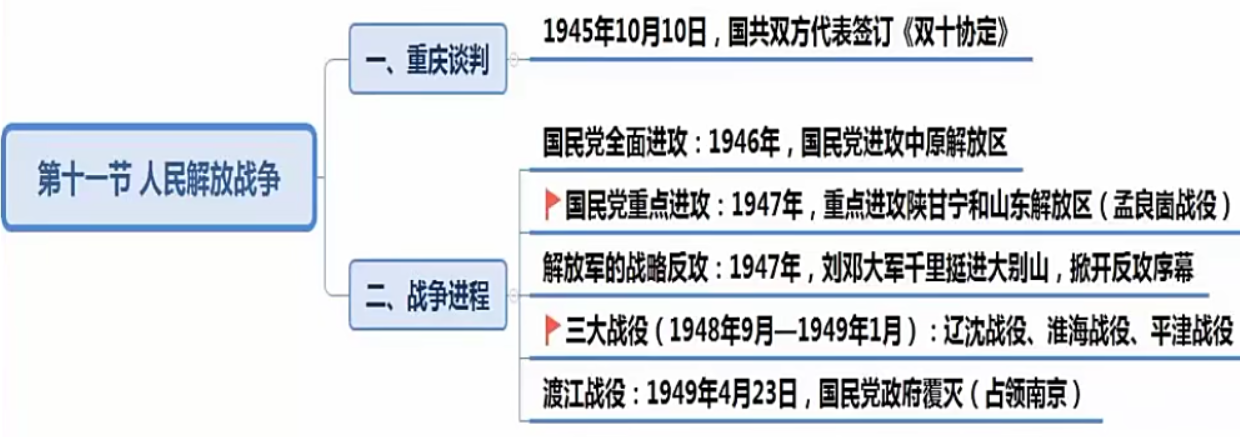 第十一节 人民解放战争
一、重庆谈判
1945年10月10日，国共双方代表签订《双十协定》
二、战争进程
国民党全面进攻：1946年，国民党进攻中原解放区
国民党重点进攻：1947年，重点进攻陕甘宁和山东解放区（孟良崮战役）
解放军的战略反攻：1947年，刘邓大军千里挺进大别山，掀开反攻序幕
三大战役（1948年9月—1949年1月）：辽沈战役、淮海战役、平津战役
渡江战役：1949年4月23日，国民党政府覆灭（占领南京）